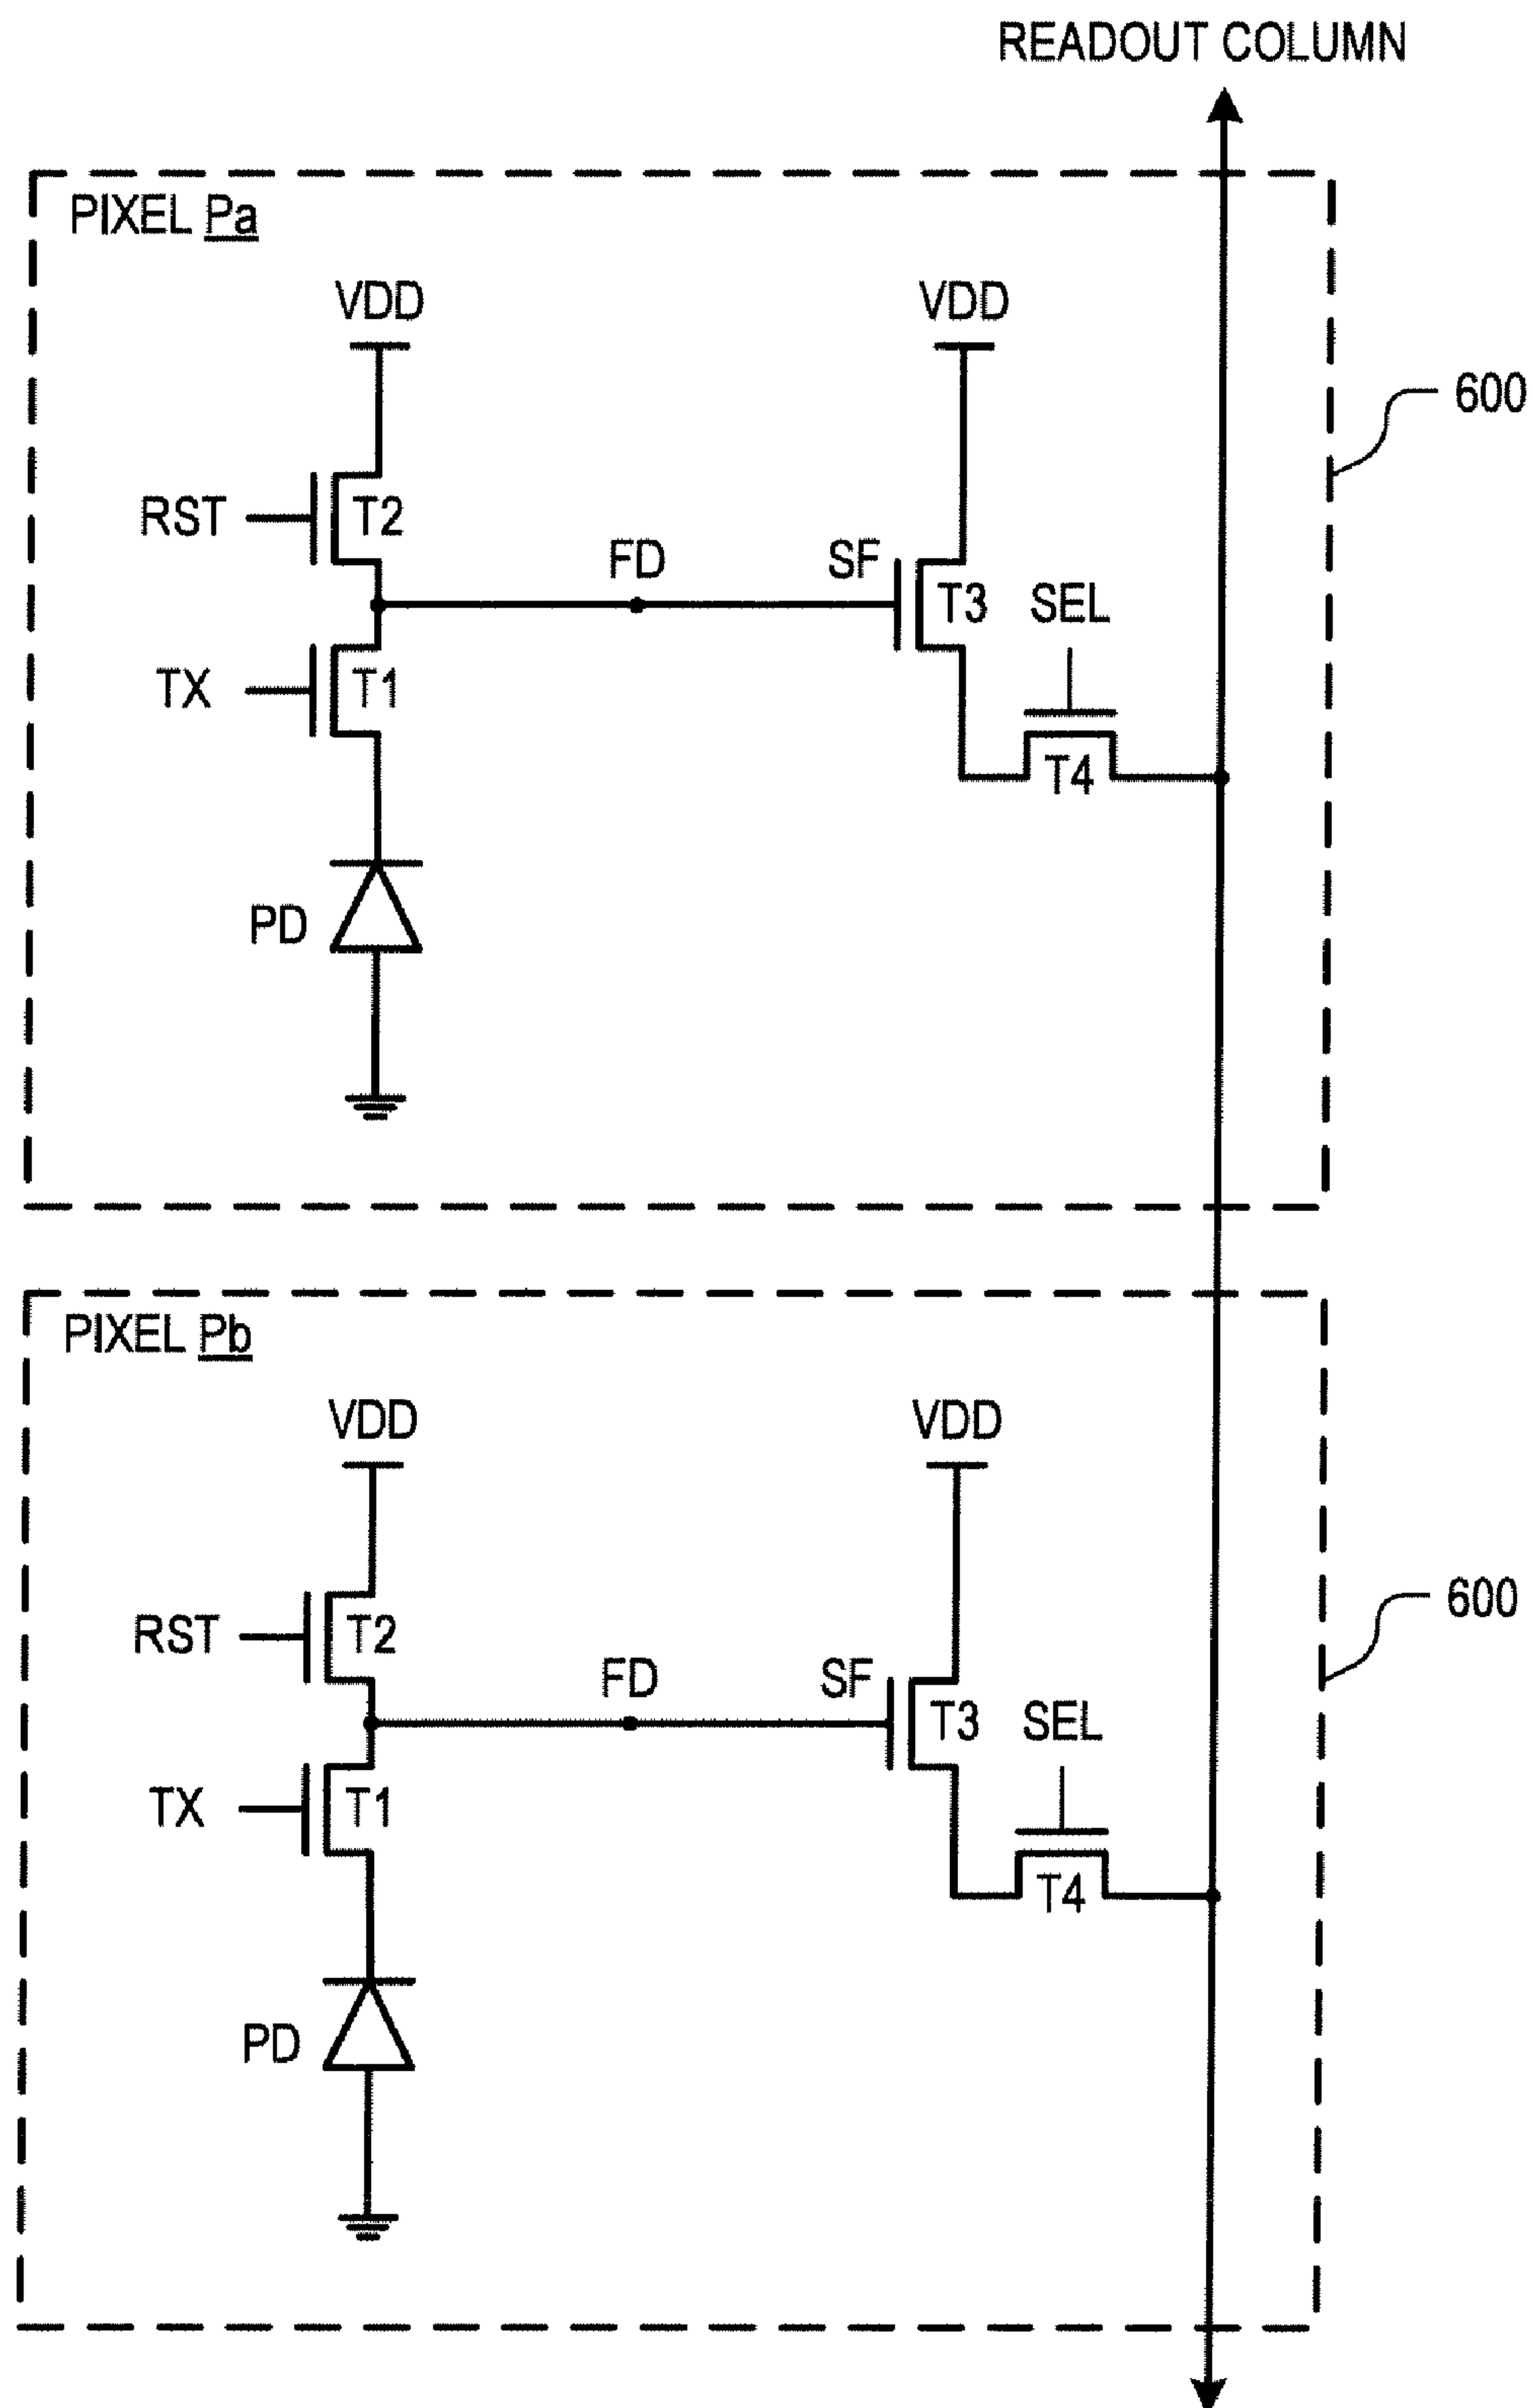 READOUT COLUMN
PIXEL Pa
VDD VDD
600
RST T2
FD SF T3 SEL
TX T1
T4
PD
PIXEL Pb
VDD VDD
600
RST T2
FD SF T3 SEL
TX T1
T4
PD